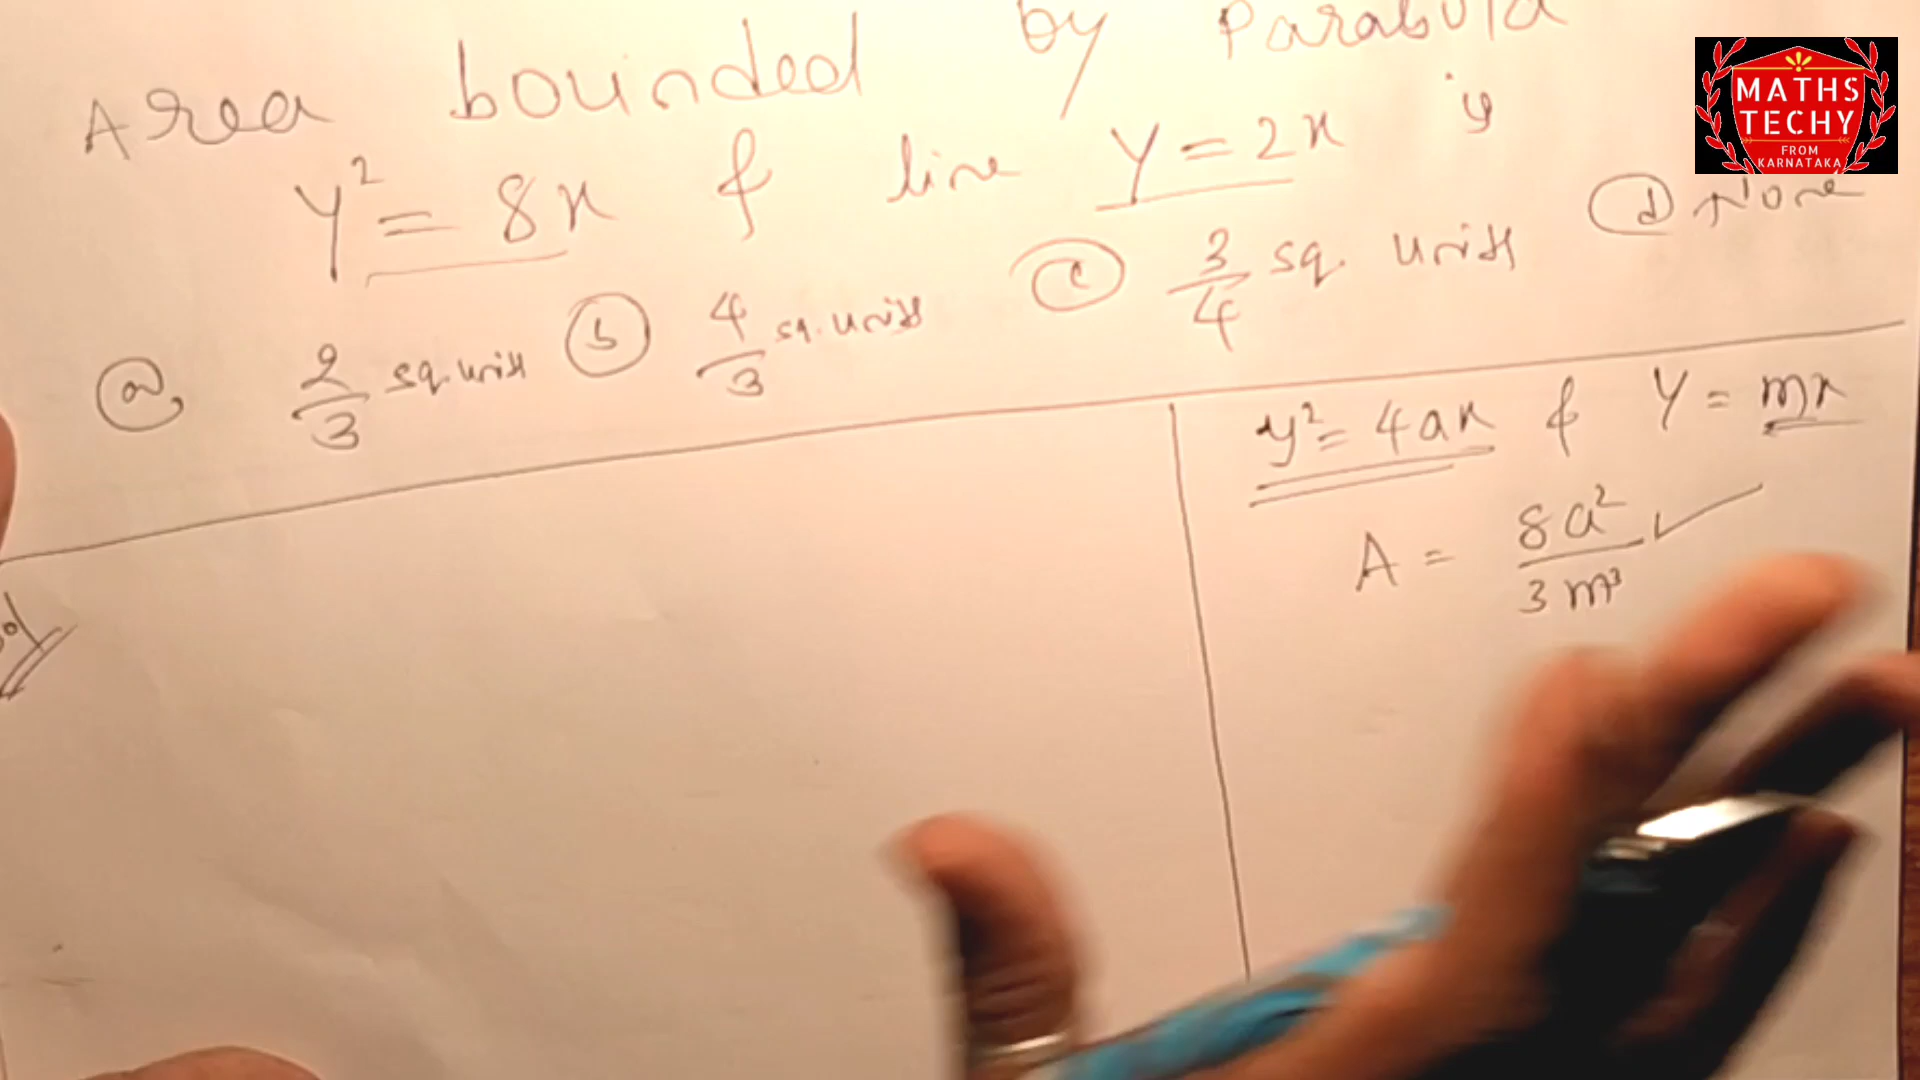 Area bounded by Parabola
y² = 8x & line y = 2x is
ⓐ 2/3 sq.units ⓑ 4/3 sq.units ⓒ 3/4 sq. units ⓓ None
y² = 4ax & y = mx
A = 8a²/3m³ ✓
sol
MATHS
TECHY
FROM
KARNATAKA